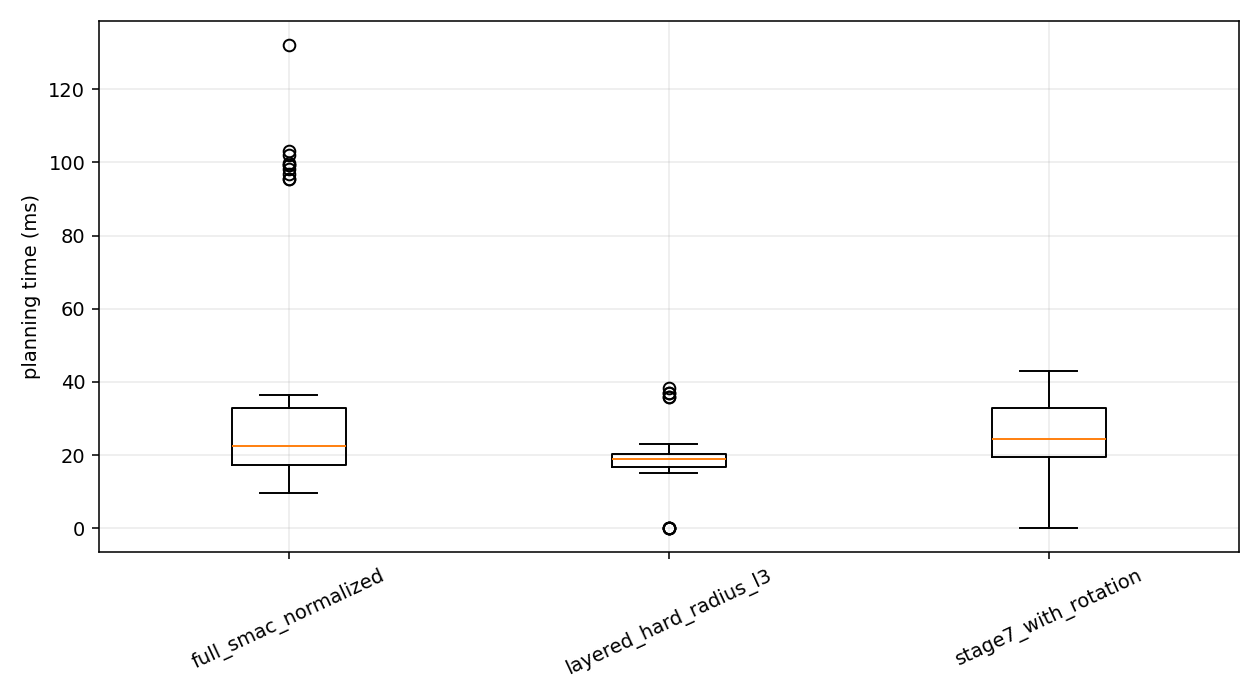 planning time (ms)
120
100
80
60
40
20
0
full_smac_normalized
layered_hard_radius_l3
stage7_with_rotation